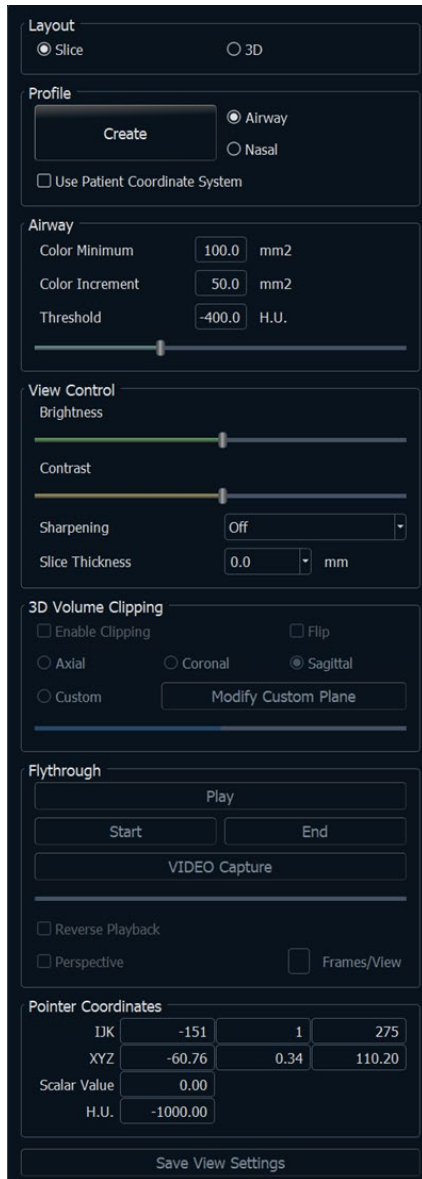 Layout
Slice 3D
Profile
Create
Airway
Nasal
Use Patient Coordinate System
Airway
Color Minimum 100.0 mm2
Color Increment 50.0 mm2
Threshold -400.0 H.U.
View Control
Brightness
Contrast
Sharpening Off
Slice Thickness 0.0 mm
3D Volume Clipping
Enable Clipping Flip
Axial Coronal Sagittal
Custom Modify Custom Plane
Flythrough
Play
Start End
VIDEO Capture
Reverse Playback
Perspective Frames/View
Pointer Coordinates
IJK -151 1 275
XYZ -60.76 0.34 110.20
Scalar Value 0.00
H.U. -1000.00
Save View Settings